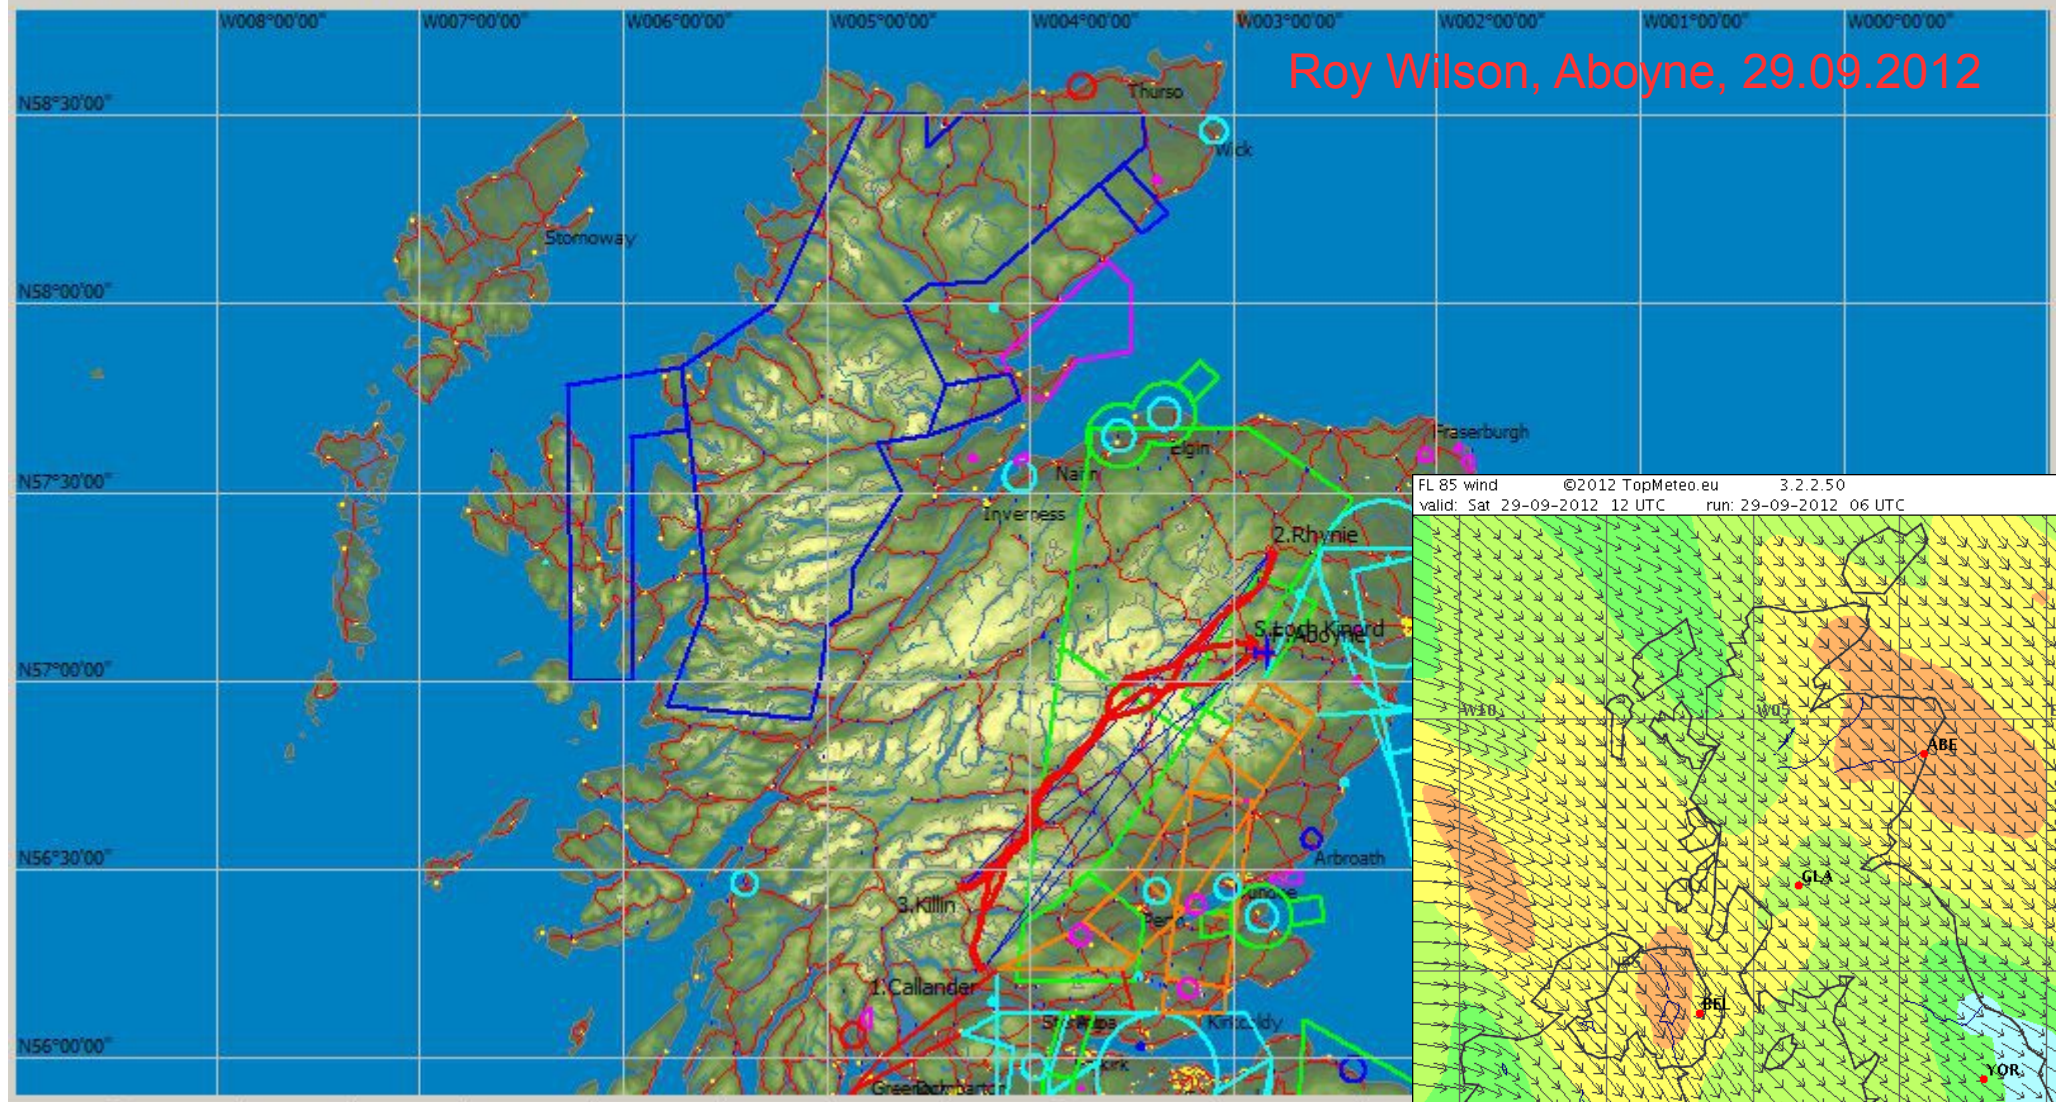 W008°00'00" W007°00'00" W006°00'00" W005°00'00" W004°00'00" W003°00'00" W002°00'00" W001°00'00" W000°00'00"
Roy Wilson, Aboyne, 29.09.2012
Thurso
N58°30'00"
Wick
Stornoway
N58°00'00"
Fraserburgh
Elgin
Nairn
N57°30'00"
Inverness
2.Rhynie
S.Loch Kinord
Aboyne
N57°00'00"
N56°30'00"
Arbroath
3.Killin
Perth
1.Callander
Kirkcaldy
N56°00'00"
FL 85 wind ©2012 TopMeteo.eu 3.2.2.50
valid: Sat 29-09-2012 12 UTC run: 29-09-2012 06 UTC
W10 W05
ABE
GLA
BEL
YOR